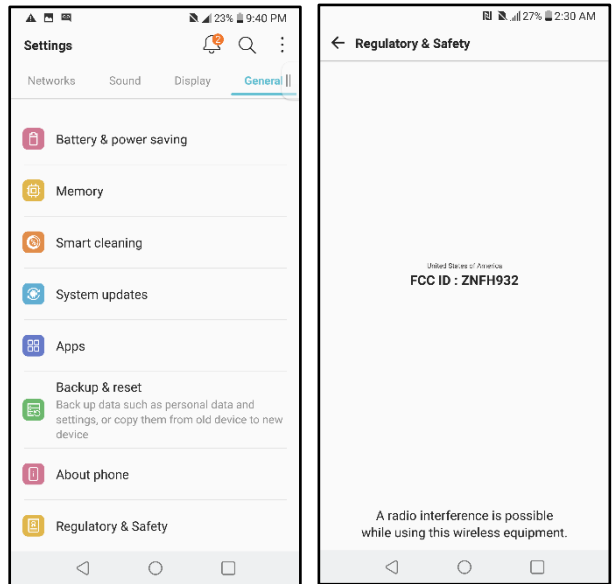 23% 9:40 PM
Settings
2
Networks Sound Display General
Battery & power saving
Memory
Smart cleaning
System updates
Apps
Backup & reset
Back up data such as personal data and
settings, or copy them from old device to new
device
About phone
Regulatory & Safety
27% 2:30 AM
Regulatory & Safety
United States of America
FCC ID : ZNFH932
A radio interference is possible
while using this wireless equipment.